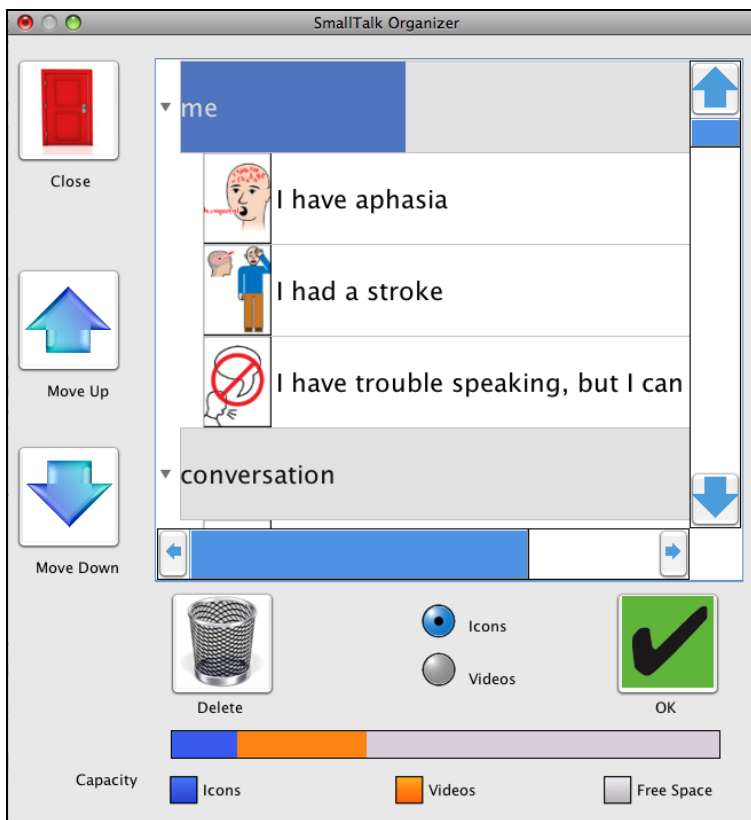 SmallTalk Organizer
Close
me
I have aphasia
I had a stroke
I have trouble speaking, but I can
conversation
Move Up
Move Down
Delete
Icons
Videos
OK
Capacity
Icons
Videos
Free Space